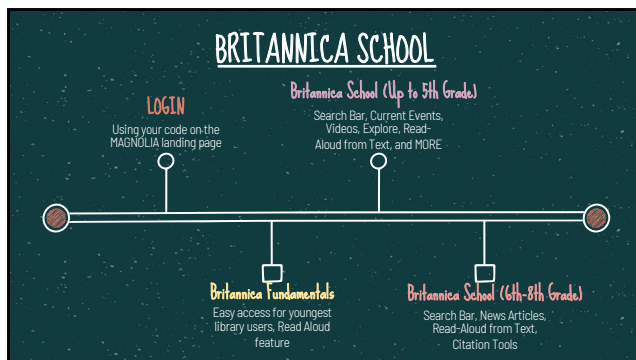 BRITANNICA SCHOOL
LOGIN
Using your code on the
MAGNOLIA landing page
Britannica School (Up to 5th Grade)
Search Bar, Current Events,
Videos, Explore, Read-
Aloud from Text, and MORE
Britannica Fundamentals
Easy access for youngest
library users, Read Aloud
feature
Britannica School (6th-8th Grade)
Search Bar, News Articles,
Read-Aloud from Text,
Citation Tools